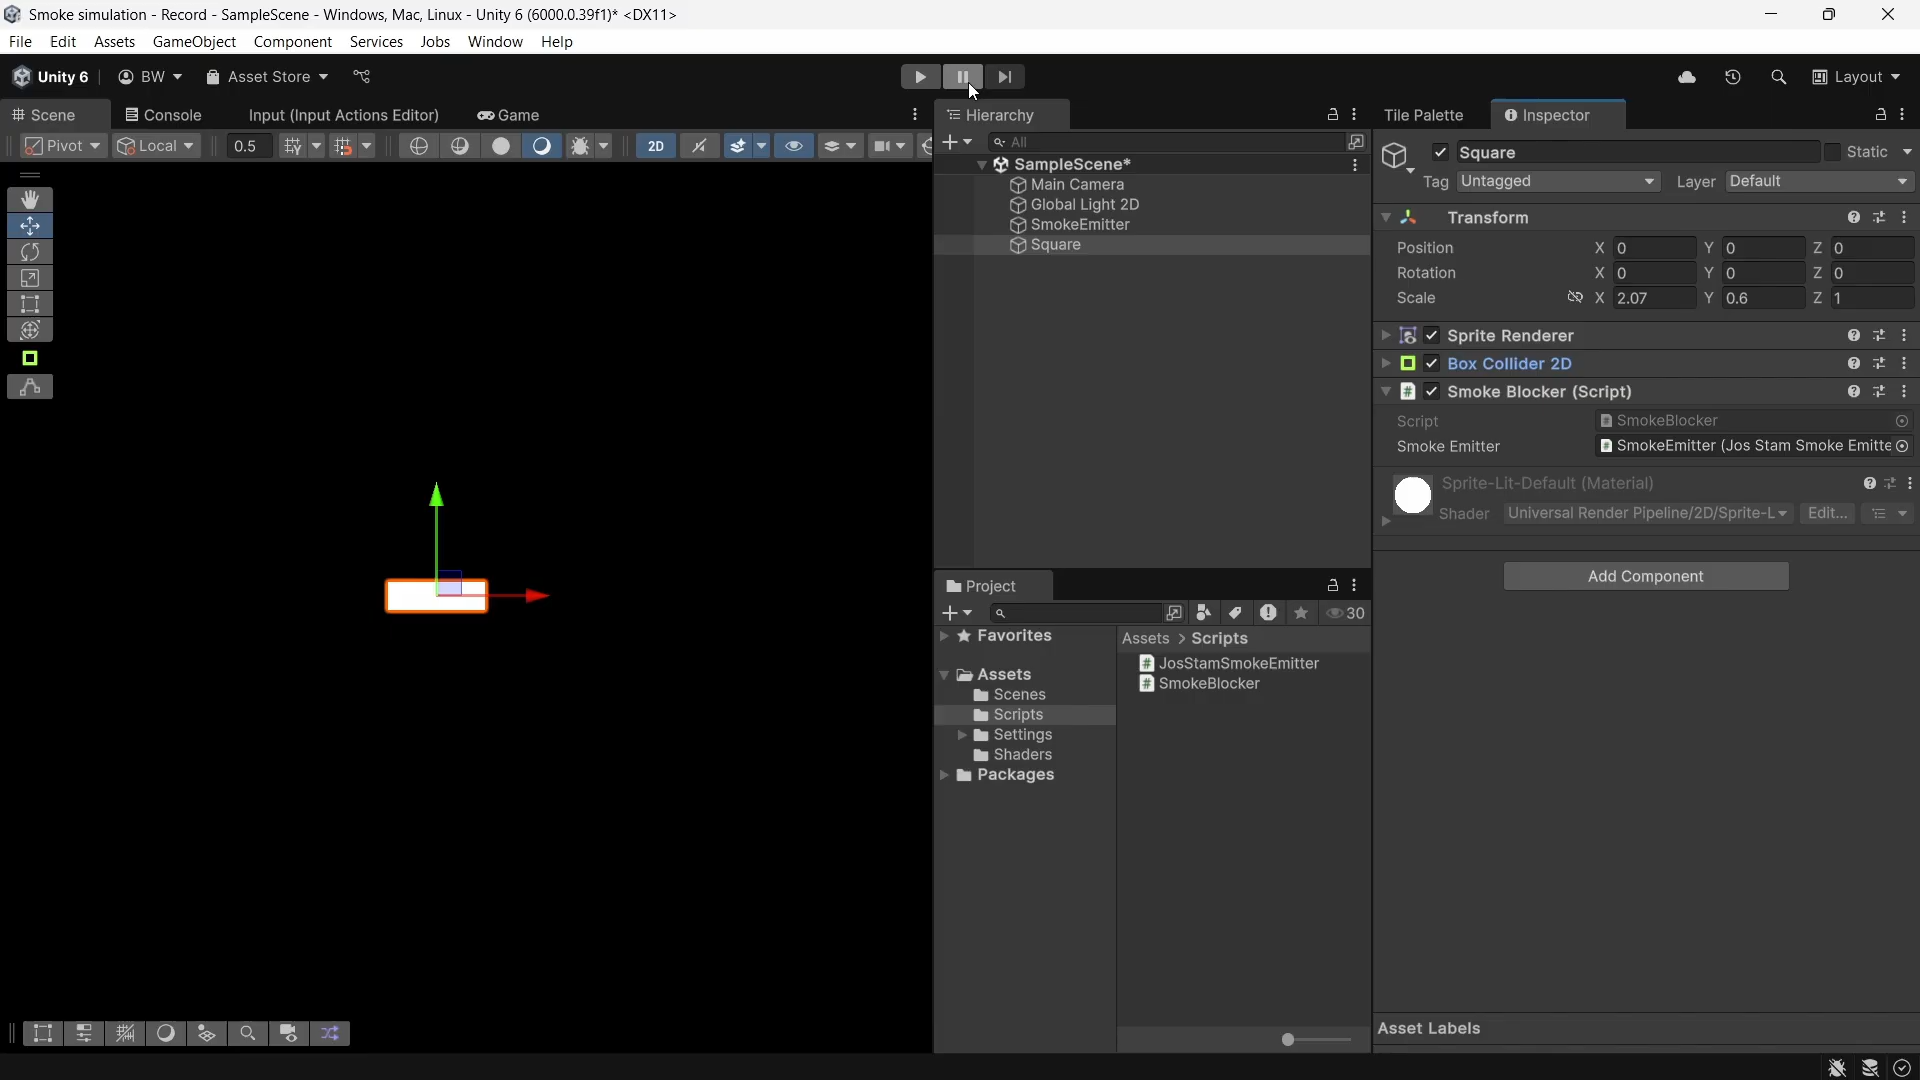 Smoke simulation - Record - SampleScene - Windows, Mac, Linux - Unity 6 (6000.0.39f1)* <DX11>
File Edit Assets GameObject Component Services Jobs Window Help
Unity 6 BW Asset Store Layout
Scene Console Input (Input Actions Editor) Game
Pivot Local 0.5 2D
Hierarchy
All
SampleScene*
Main Camera
Global Light 2D
SmokeEmitter
Square
Project
30
Favorites
Assets
Scenes
Scripts
Settings
Shaders
Packages
Assets > Scripts
JosStamSmokeEmitter
SmokeBlocker
Tile Palette Inspector
Square Static
Tag Untagged Layer Default
Transform
Position X 0 Y 0 Z 0
Rotation X 0 Y 0 Z 0
Scale X 2.07 Y 0.6 Z 1
Sprite Renderer
Box Collider 2D
Smoke Blocker (Script)
Script SmokeBlocker
Smoke Emitter SmokeEmitter (Jos Stam Smoke Emitte
Sprite-Lit-Default (Material)
Shader Universal Render Pipeline/2D/Sprite-L Edit...
Add Component
Asset Labels